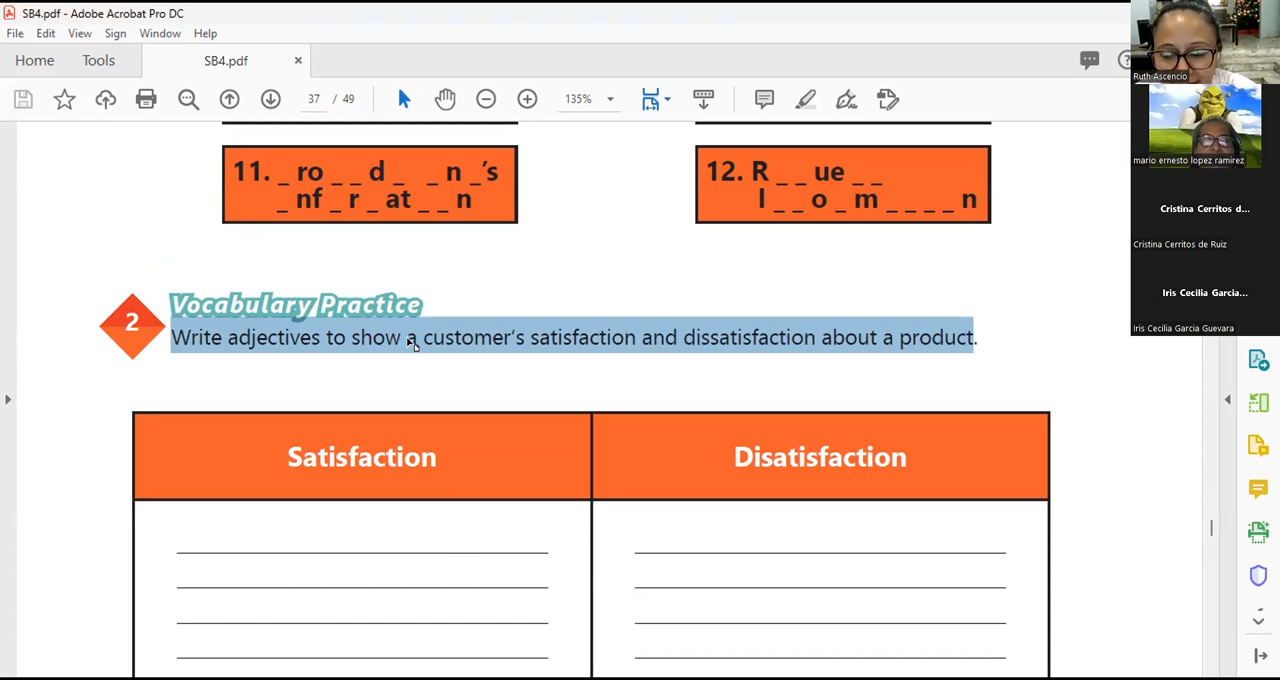 SB4.pdf - Adobe Acrobat Pro DC
File Edit View Sign Window Help
Home Tools SB4.pdf ×
37 / 49 135%
11. _ ro _ _ d _ _ n _'s
_ nf _ r _ at _ _ n
12. R _ _ ue _ _
I _ _ o _ m _ _ _ _ n
2
Vocabulary Practice
Write adjectives to show a customer's satisfaction and dissatisfaction about a product.
Satisfaction Disatisfaction
Ruth Ascencio
mario ernesto lopez ramirez
Cristina Cerritos d...
Cristina Cerritos de Ruiz
Iris Cecilia Garcia...
Iris Cecilia Garcia Guevara